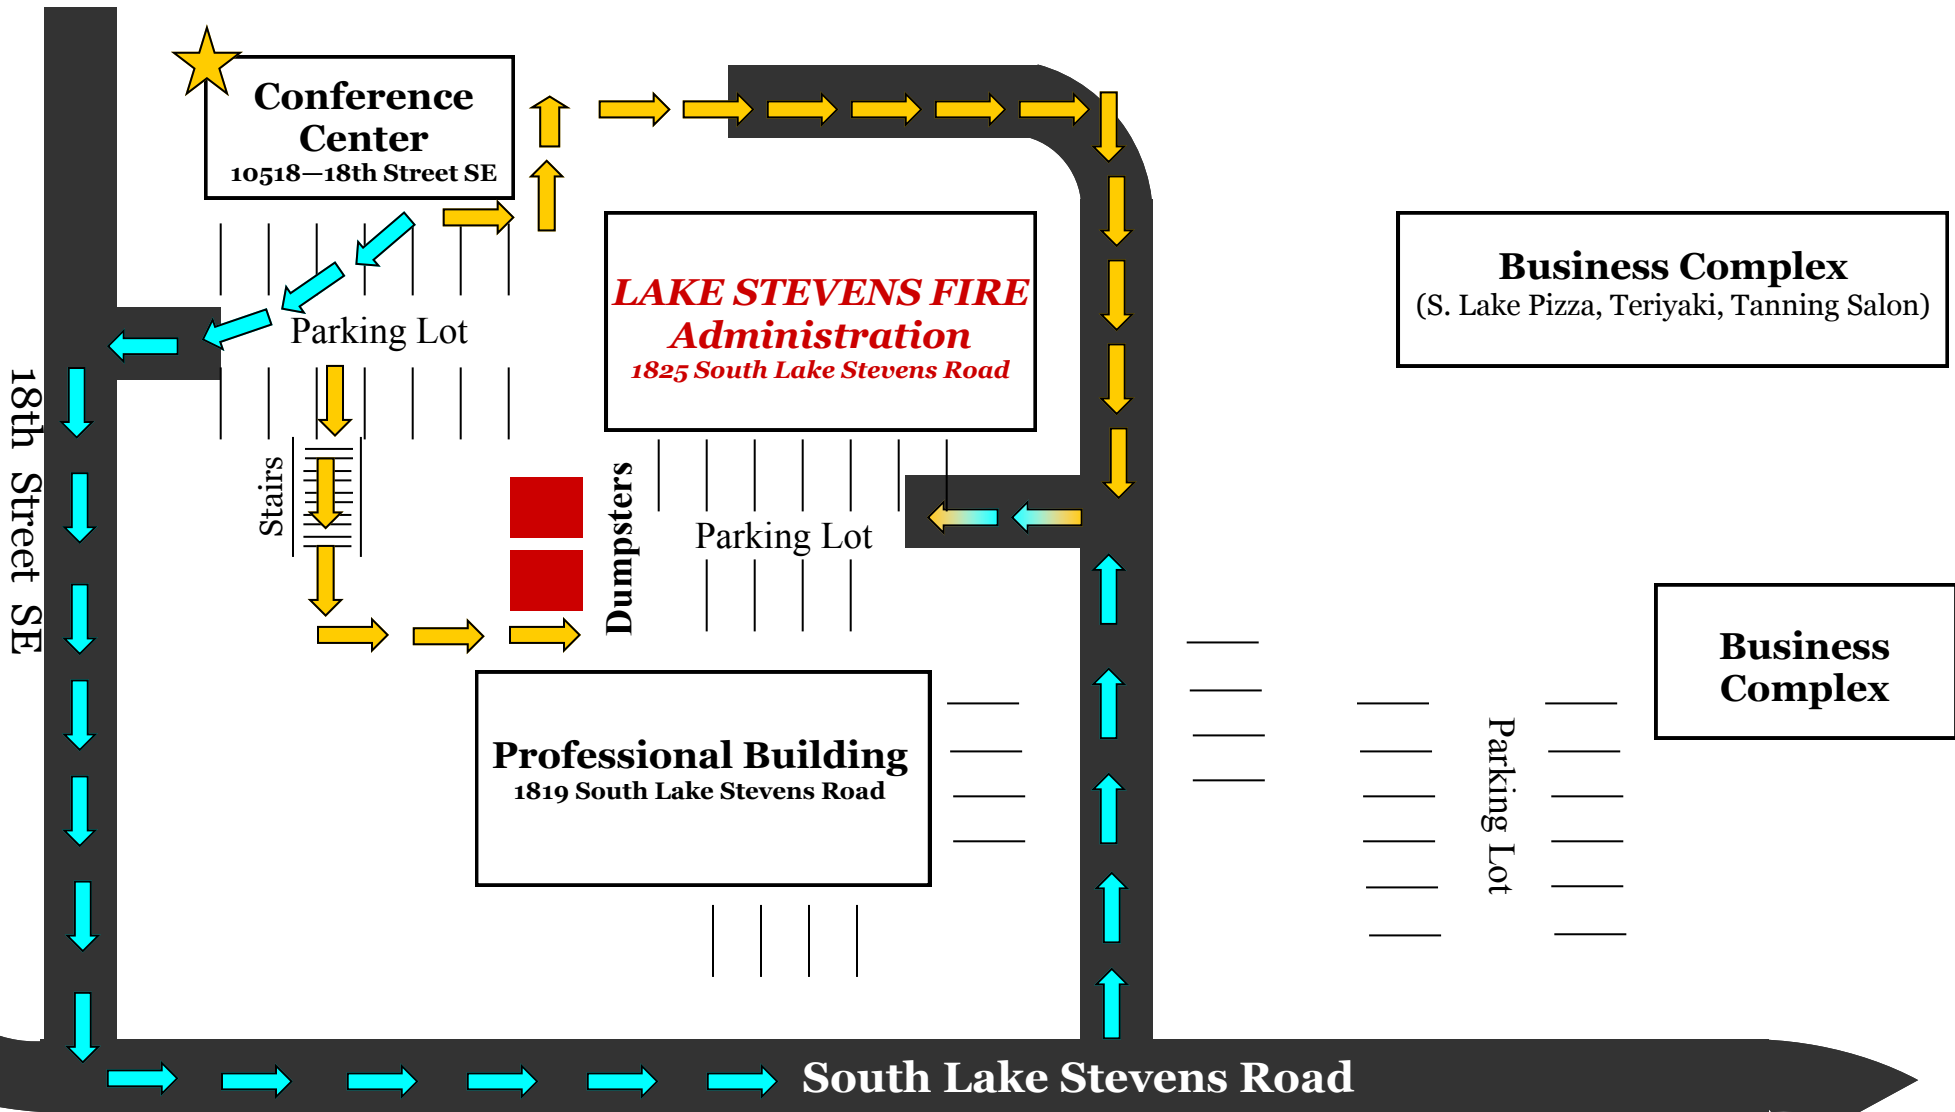 Conference
Center
10518—18th Street SE
LAKE STEVENS FIRE
Administration
1825 South Lake Stevens Road
Business Complex
(S. Lake Pizza, Teriyaki, Tanning Salon)
Parking Lot
18th Street SE
Stairs
Dumpsters
Parking Lot
Business
Complex
Professional Building
1819 South Lake Stevens Road
Parking Lot
South Lake Stevens Road